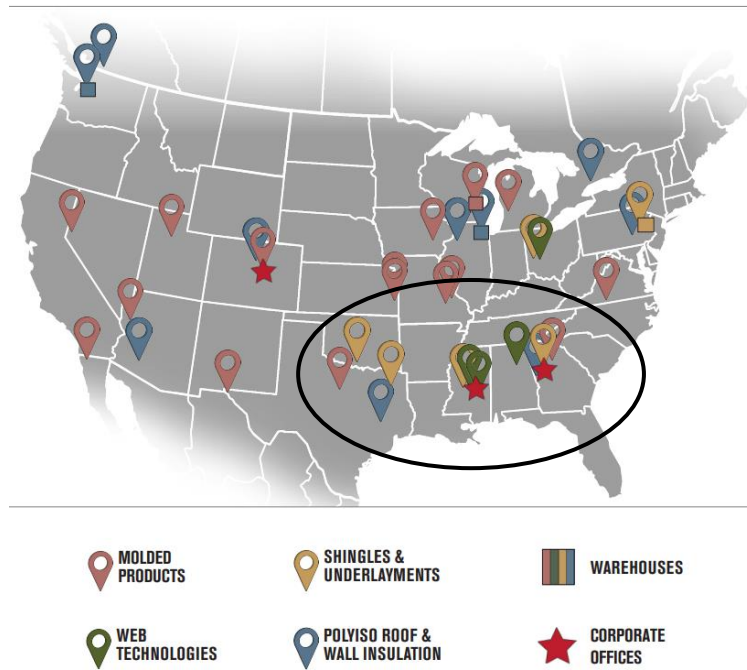 MOLDED
PRODUCTS
SHINGLES &
UNDERLAYMENTS
WAREHOUSES
WEB
TECHNOLOGIES
POLYISO ROOF &
WALL INSULATION
CORPORATE
OFFICES